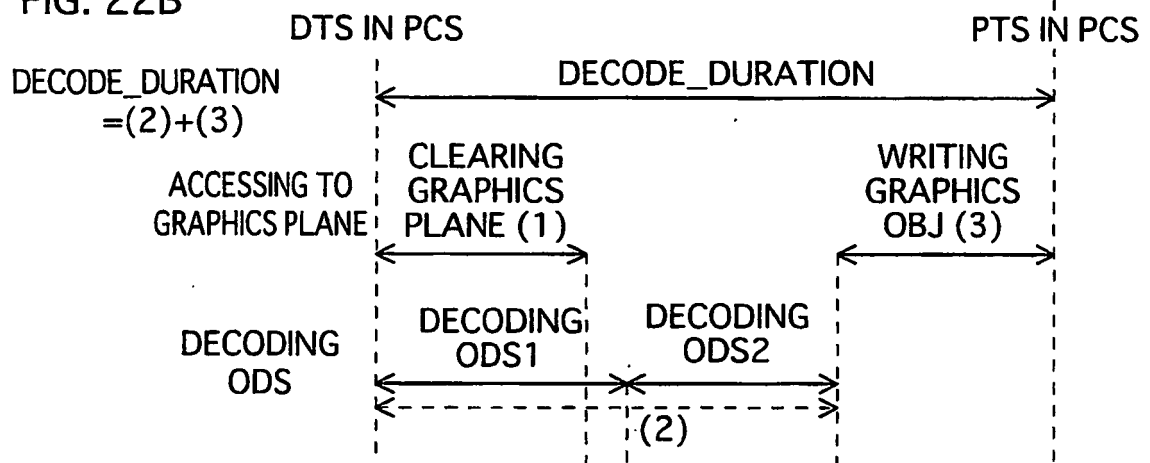 FIG. 22B
DTS IN PCS
PTS IN PCS
DECODE_DURATION
=(2)+(3)
DECODE_DURATION
ACCESSING TO
GRAPHICS PLANE
CLEARING
GRAPHICS
PLANE (1)
WRITING
GRAPHICS
OBJ (3)
DECODING
ODS
DECODING
ODS1
DECODING
ODS2
(2)